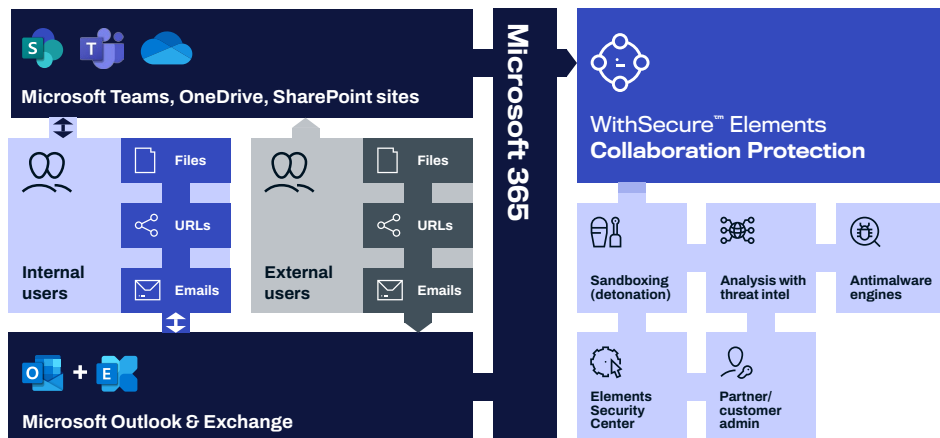 S
T
Microsoft Teams, OneDrive, SharePoint sites
Internal
users
Files
URLs
Emails
External
users
Files
URLs
Emails
O + E
Microsoft Outlook & Exchange
Microsoft 365
WithSecure™ Elements
Collaboration Protection
Sandboxing
(detonation)
Analysis with
threat intel
Antimalware
engines
Elements
Security
Center
Partner/
customer
admin